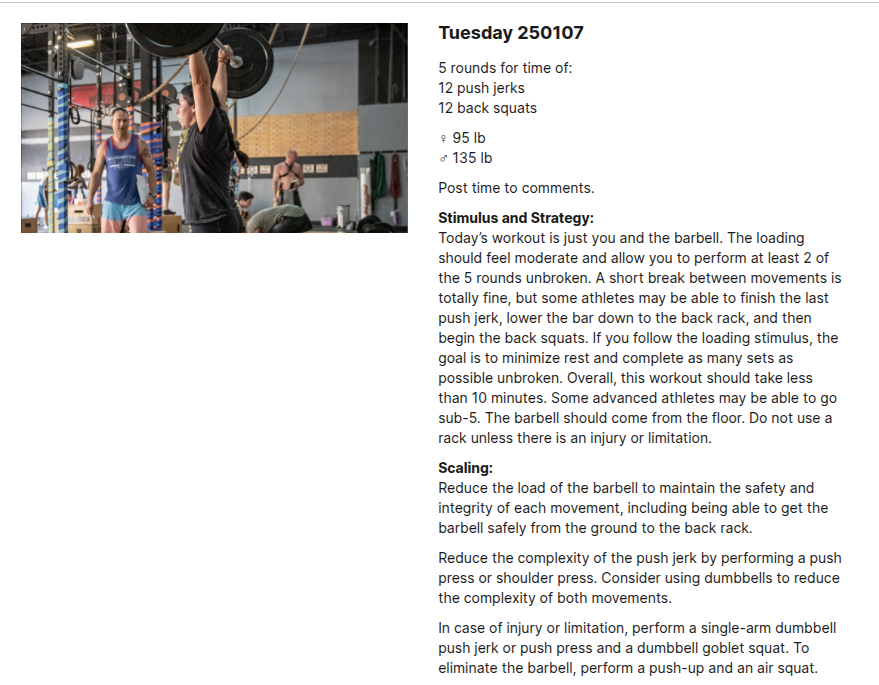 Tuesday 250107
5 rounds for time of:
12 push jerks
12 back squats
♀ 95 lb
♂ 135 lb
Post time to comments.
Stimulus and Strategy:
Today’s workout is just you and the barbell. The loading
should feel moderate and allow you to perform at least 2 of
the 5 rounds unbroken. A short break between movements is
totally fine, but some athletes may be able to finish the last
push jerk, lower the bar down to the back rack, and then
begin the back squats. If you follow the loading stimulus, the
goal is to minimize rest and complete as many sets as
possible unbroken. Overall, this workout should take less
than 10 minutes. Some advanced athletes may be able to go
sub-5. The barbell should come from the floor. Do not use a
rack unless there is an injury or limitation.
Scaling:
Reduce the load of the barbell to maintain the safety and
integrity of each movement, including being able to get the
barbell safely from the ground to the back rack.
Reduce the complexity of the push jerk by performing a push
press or shoulder press. Consider using dumbbells to reduce
the complexity of both movements.
In case of injury or limitation, perform a single-arm dumbbell
push jerk or push press and a dumbbell goblet squat. To
eliminate the barbell, perform a push-up and an air squat.